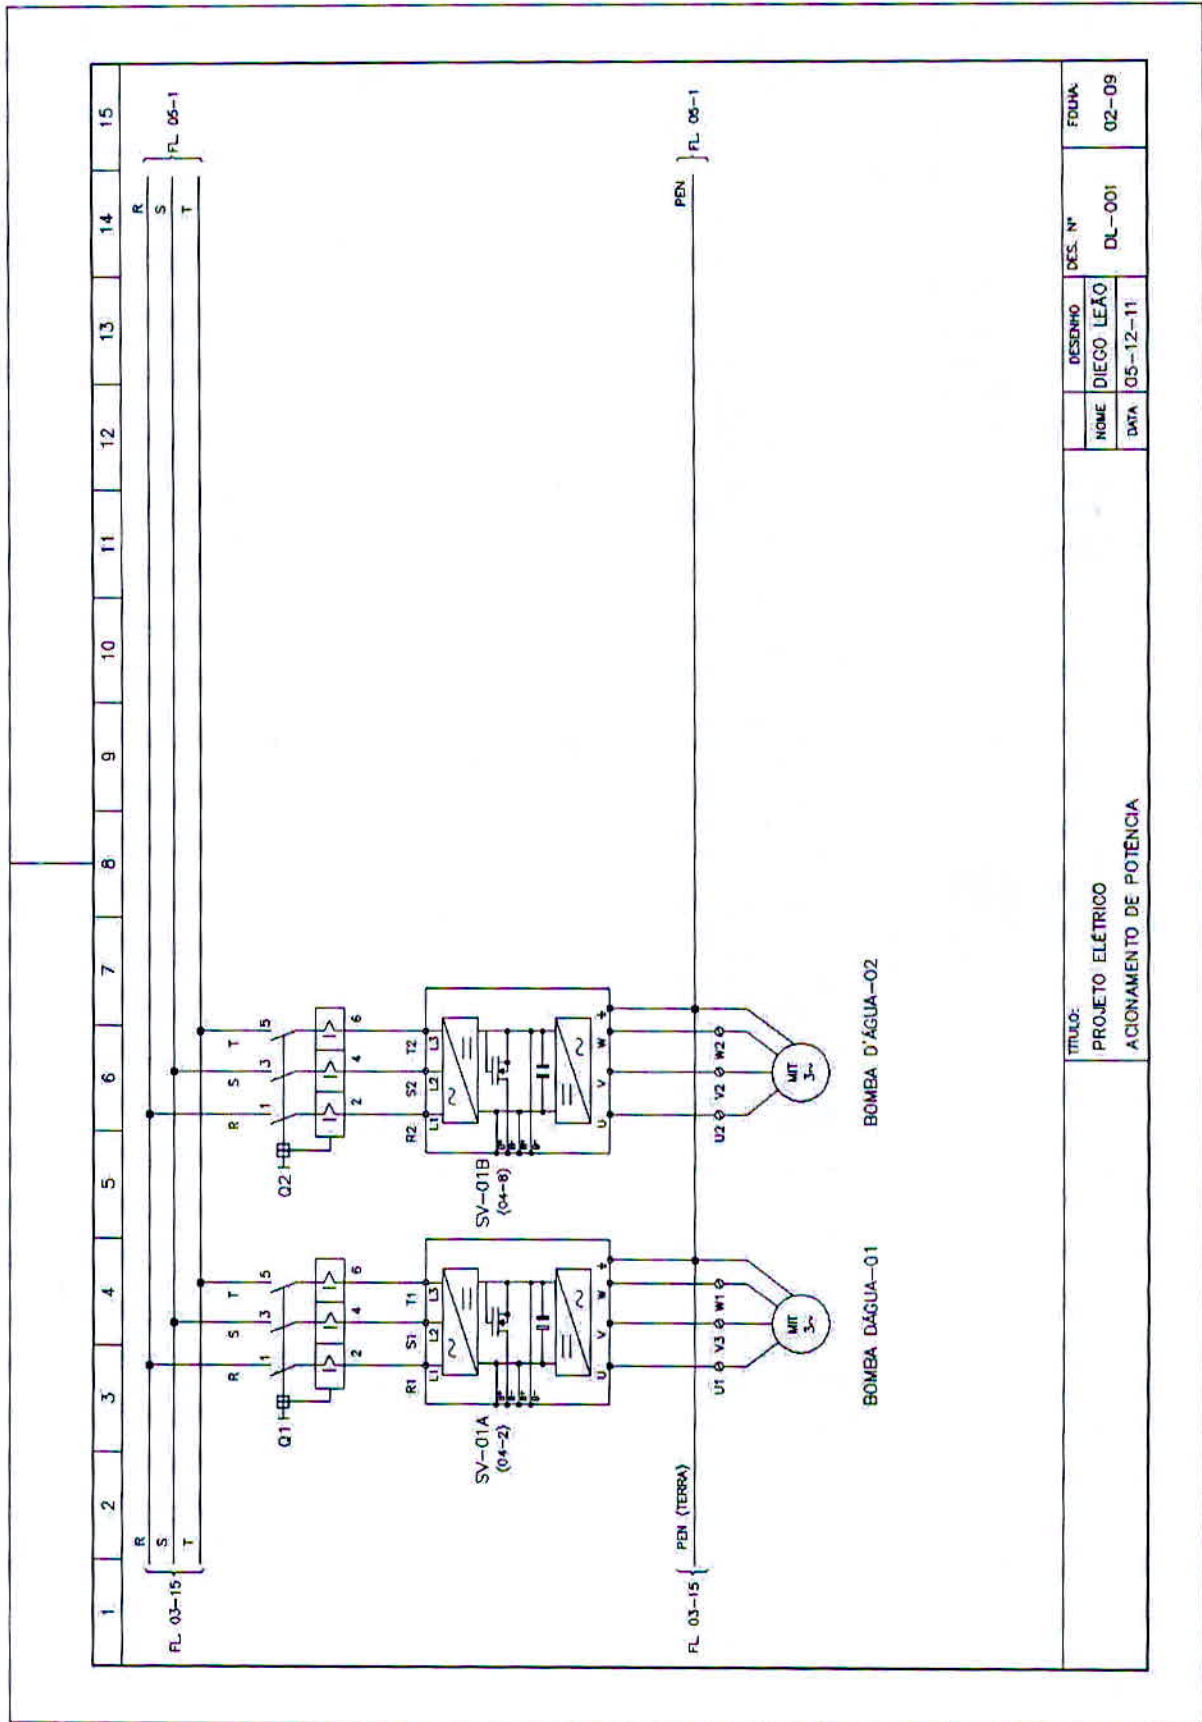 1 2 3 4 5 6 7 8 9 10 11 12 13 14 15
R R
S S
T T
FL 03-15 FL 05-1
R S T R S T
1 3 5 1 3 5
Q1 Q2
I> I> I> I> I> I>
2 4 6 2 4 6
R1 S1 T1 R2 S2 T2
L1 L2 L3 L1 L2 L3
SV-01A SV-01B
(04-2) (04-8)
U V W U V W
FL 03-15 PEN (TERRA) PEN FL 05-1
U1 V3 W1 U2 V2 W2
MIT MIT
3~ 3~
BOMBA DÁGUA-01 BOMBA D'ÁGUA-02
TÍTULO:
PROJETO ELÉTRICO
ACIONAMENTO DE POTÊNCIA
DESENHO
NOME DIEGO LEÃO
DATA 05-12-11
DES. Nº
DL-001
FOLHA:
02-09